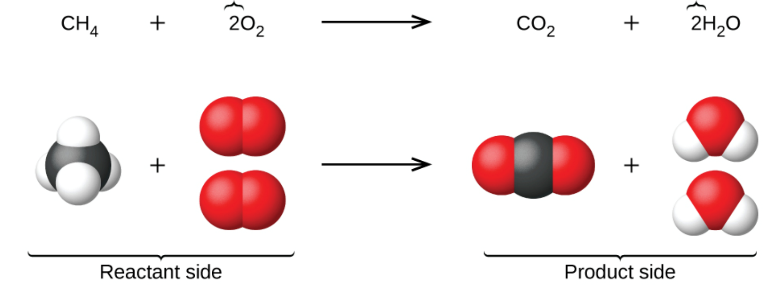 CH₄ + 2O₂ → CO₂ + 2H₂O
+ → +
Reactant side Product side